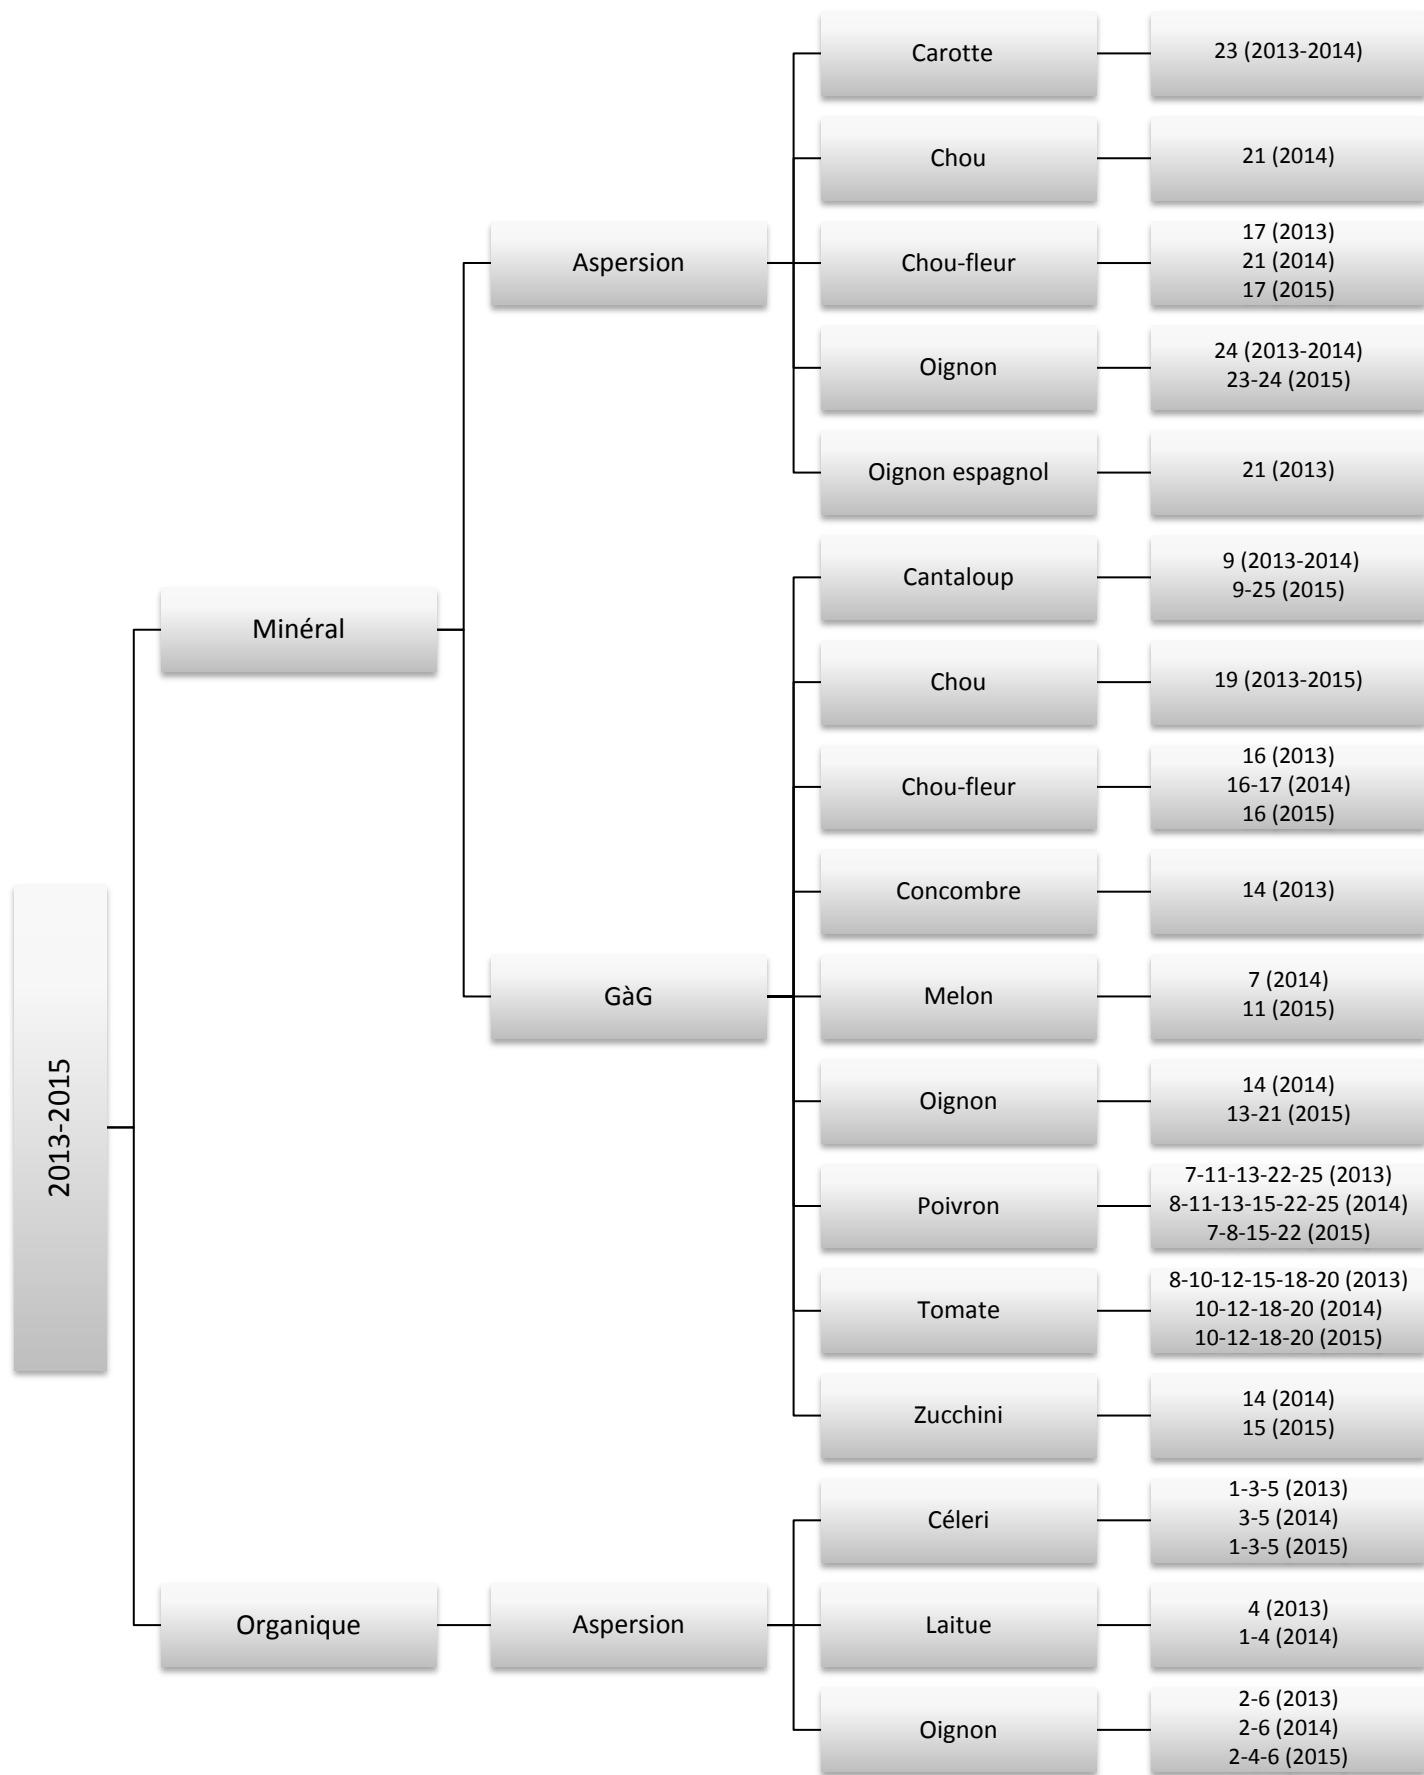 2013-2015
Minéral
Aspersion
Carotte
23 (2013-2014)
Chou
21 (2014)
Chou-fleur
17 (2013)
21 (2014)
17 (2015)
Oignon
24 (2013-2014)
23-24 (2015)
Oignon espagnol
21 (2013)
GàG
Cantaloup
9 (2013-2014)
9-25 (2015)
Chou
19 (2013-2015)
Chou-fleur
16 (2013)
16-17 (2014)
16 (2015)
Concombre
14 (2013)
Melon
7 (2014)
11 (2015)
Oignon
14 (2014)
13-21 (2015)
Poivron
7-11-13-22-25 (2013)
8-11-13-15-22-25 (2014)
7-8-15-22 (2015)
Tomate
8-10-12-15-18-20 (2013)
10-12-18-20 (2014)
10-12-18-20 (2015)
Zucchini
14 (2014)
15 (2015)
Organique
Aspersion
Céleri
1-3-5 (2013)
3-5 (2014)
1-3-5 (2015)
Laitue
4 (2013)
1-4 (2014)
Oignon
2-6 (2013)
2-6 (2014)
2-4-6 (2015)